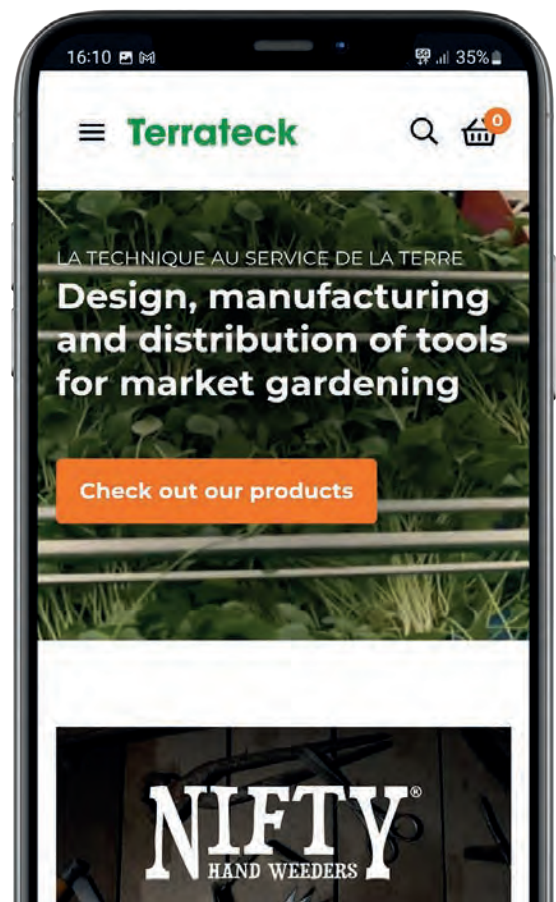 16:10
5G
35%
Terrateck
0
LA TECHNIQUE AU SERVICE DE LA TERRE
Design, manufacturing
and distribution of tools
for market gardening
Check out our products
NIFTY®
HAND WEEDERS